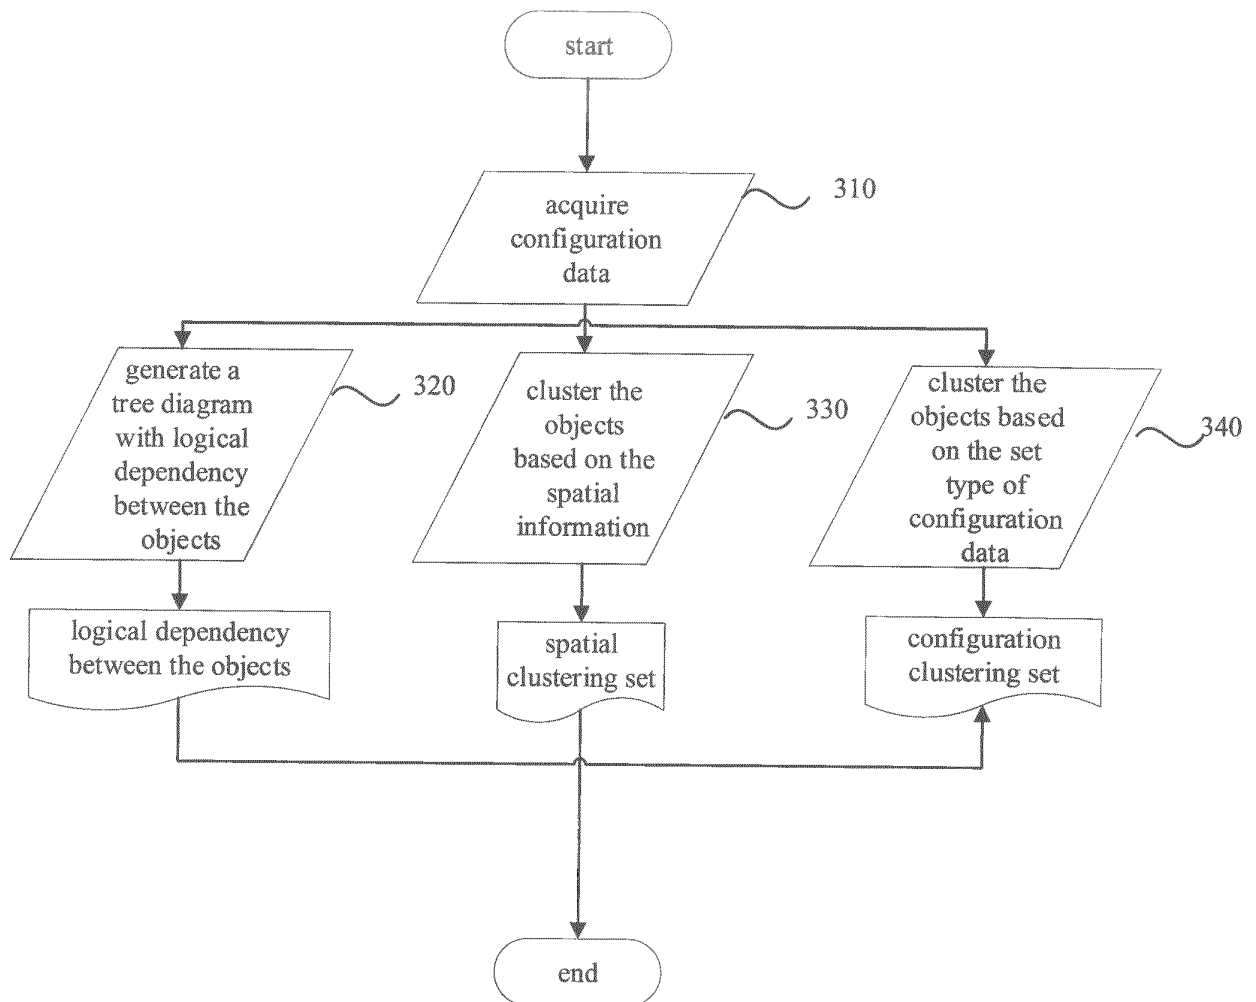 start
310
acquire
configuration
data
generate a
tree diagram
with logical
dependency
between the
objects
320
cluster the
objects
based on the
spatial
information
330
cluster the
objects based
on the set
type of
configuration
data
340
logical dependency
between the objects
spatial
clustering set
configuration
clustering set
end